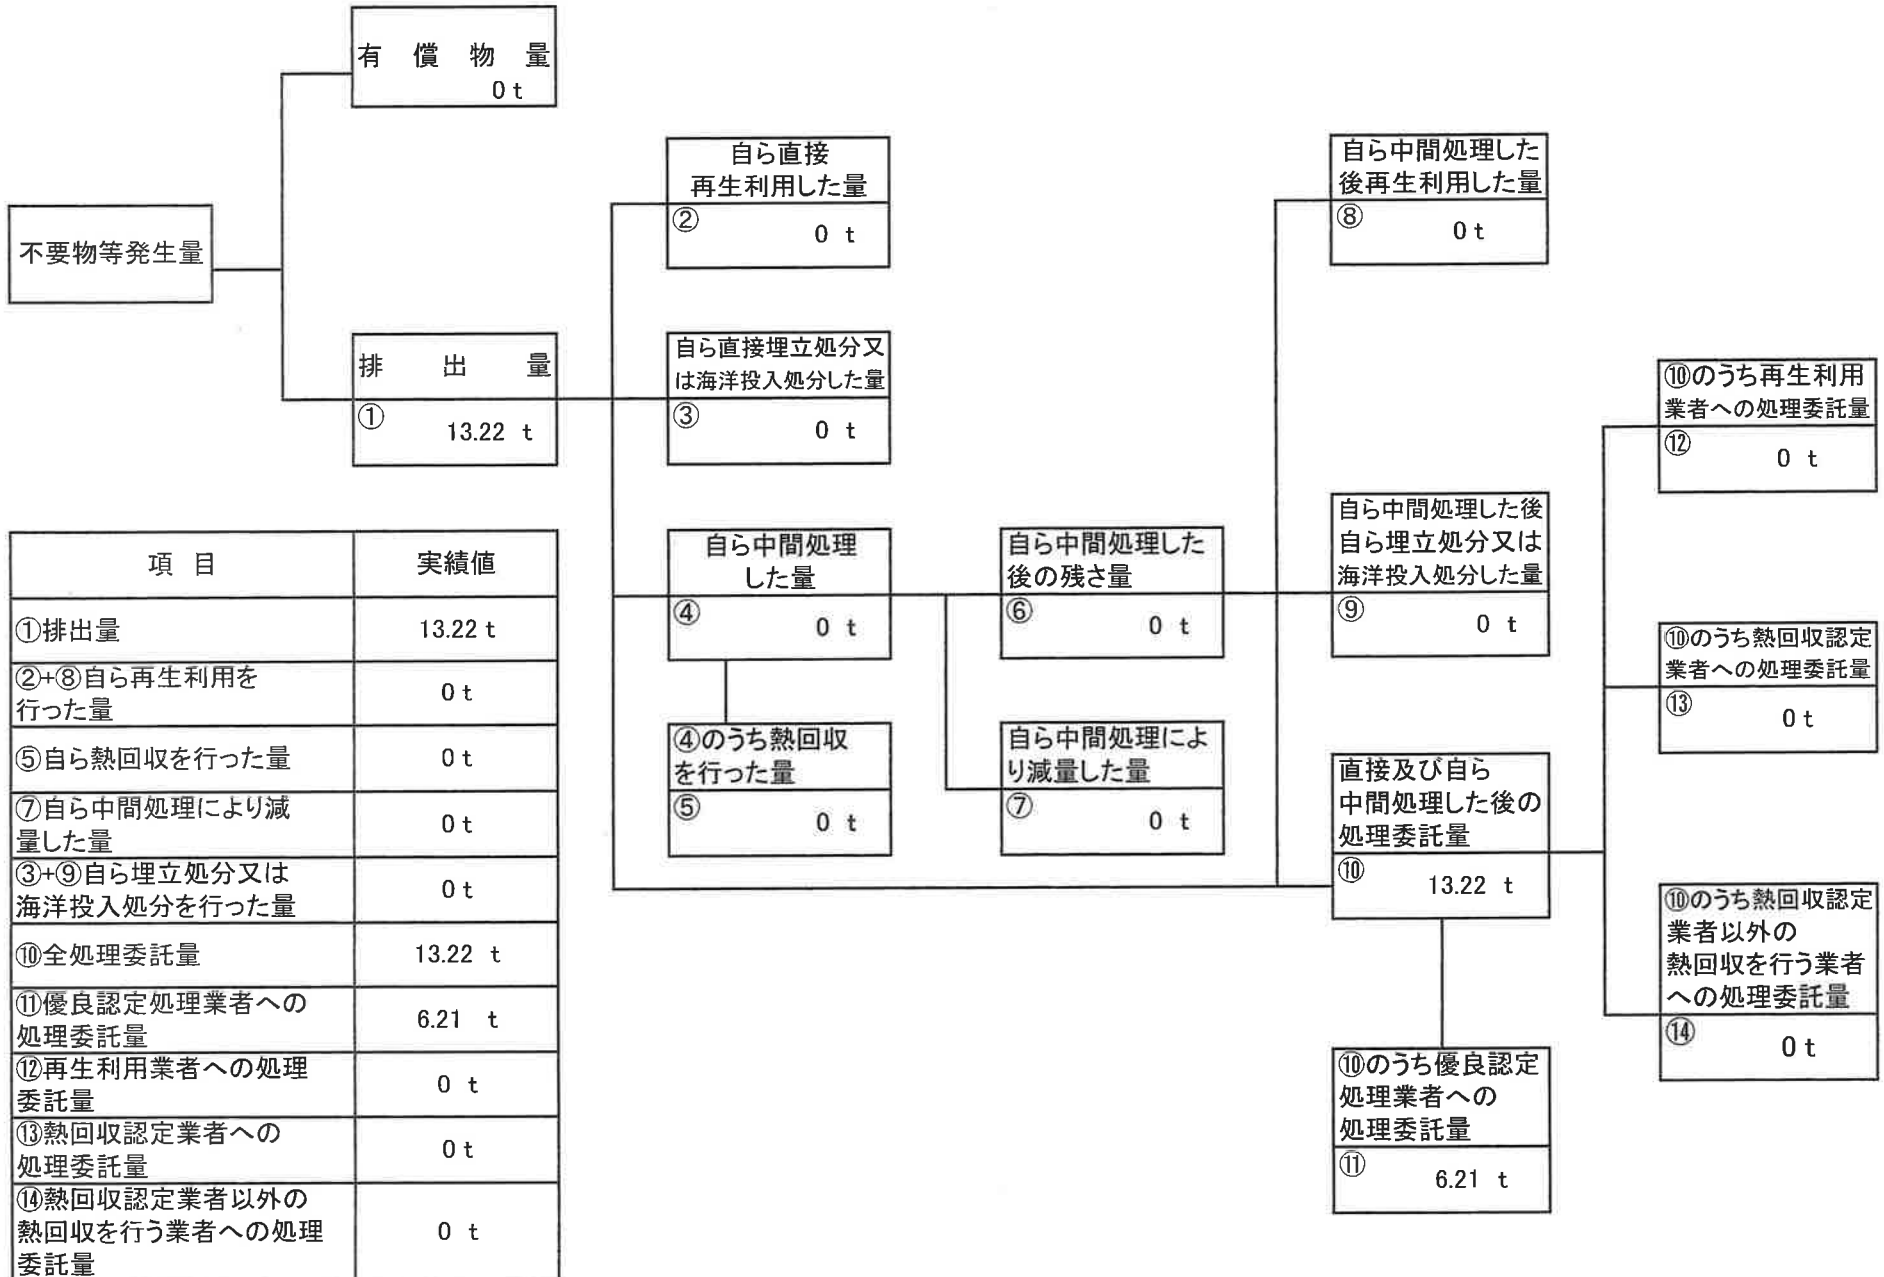 有 償 物 量
0 t
不要物等発生量
排 出 量
①
13.22 t
自ら直接
再生利用した量
②
0 t
自ら直接埋立処分又
は海洋投入処分した量
③
0 t
自ら中間処理
した量
④
0 t
④のうち熱回収
を行った量
⑤
0 t
自ら中間処理した
後の残さ量
⑥
0 t
自ら中間処理によ
り減量した量
⑦
0 t
自ら中間処理した
後再生利用した量
⑧
0 t
自ら中間処理した後
自ら埋立処分又は
海洋投入処分した量
⑨
0 t
直接及び自ら
中間処理した後の
処理委託量
⑩
13.22 t
⑩のうち優良認定
処理業者への
処理委託量
⑪
6.21 t
⑩のうち再生利用
業者への処理委託量
⑫
0 t
⑩のうち熱回収認定
業者への処理委託量
⑬
0 t
⑩のうち熱回収認定
業者以外の
熱回収を行う業者
への処理委託量
⑭
0 t
項 目 実績値
①排出量 13.22 t
②+⑧自ら再生利用を
行った量
0 t
⑤自ら熱回収を行った量 0 t
⑦自ら中間処理により減
量した量
0 t
③+⑨自ら埋立処分又は
海洋投入処分を行った量
0 t
⑩全処理委託量 13.22 t
⑪優良認定処理業者への
処理委託量
6.21 t
⑫再生利用業者への処理
委託量
0 t
⑬熱回収認定業者への
処理委託量
0 t
⑭熱回収認定業者以外の
熱回収を行う業者への処理
委託量
0 t